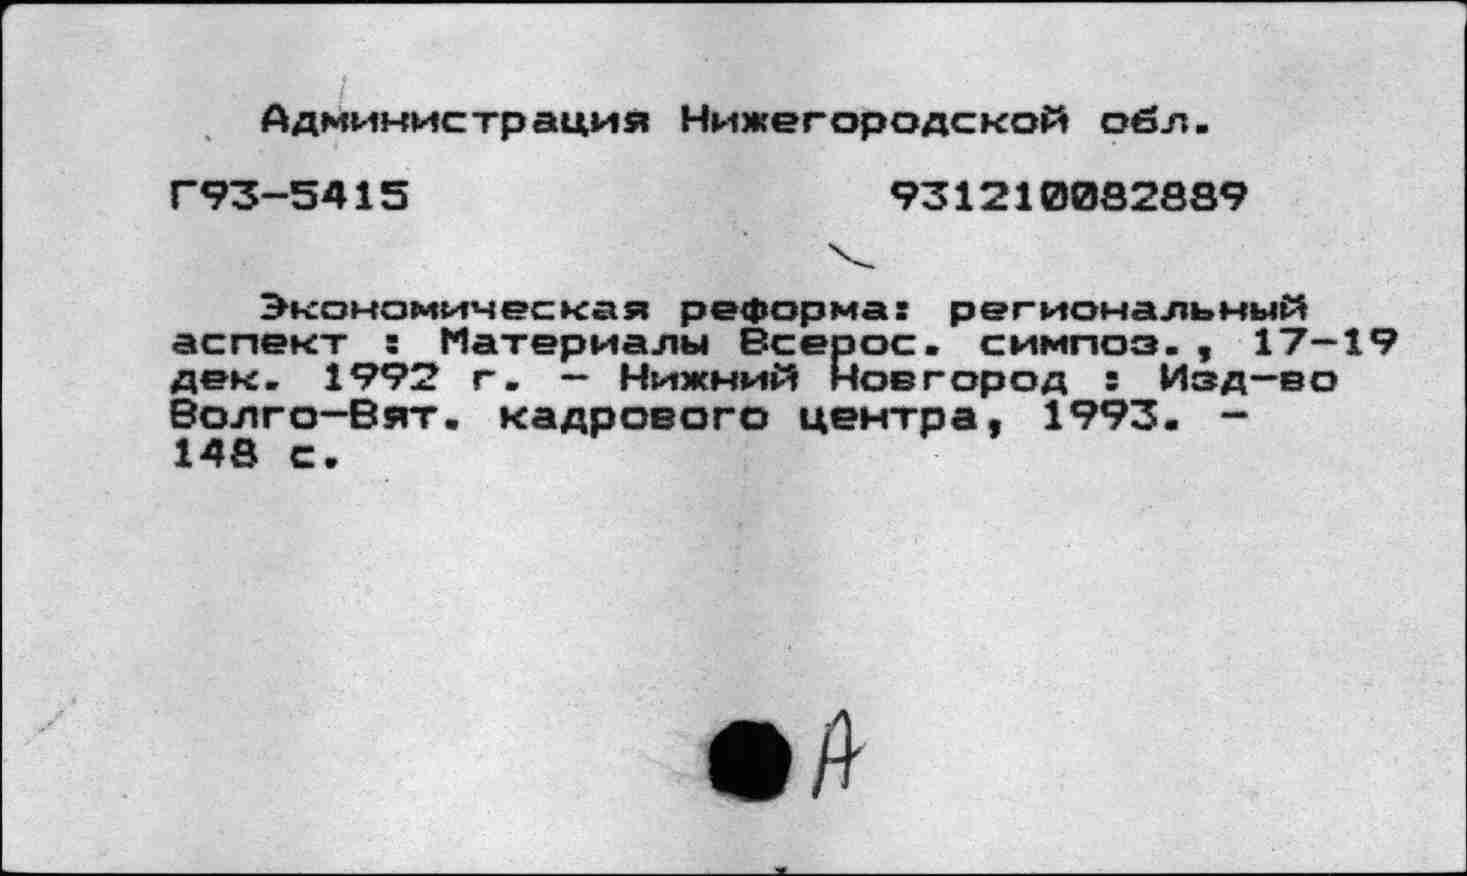 Администрация Нижегородской обл.
Г93-5415 931210082889
Экономическая реформа: региональный
аспект : Материалы Всерос. симпоз., 17-19
дек. 1992 г. - Нижний Новгород : Изд-во
Волго-Вят. кадрового центра, 1993. -
148 с.
А